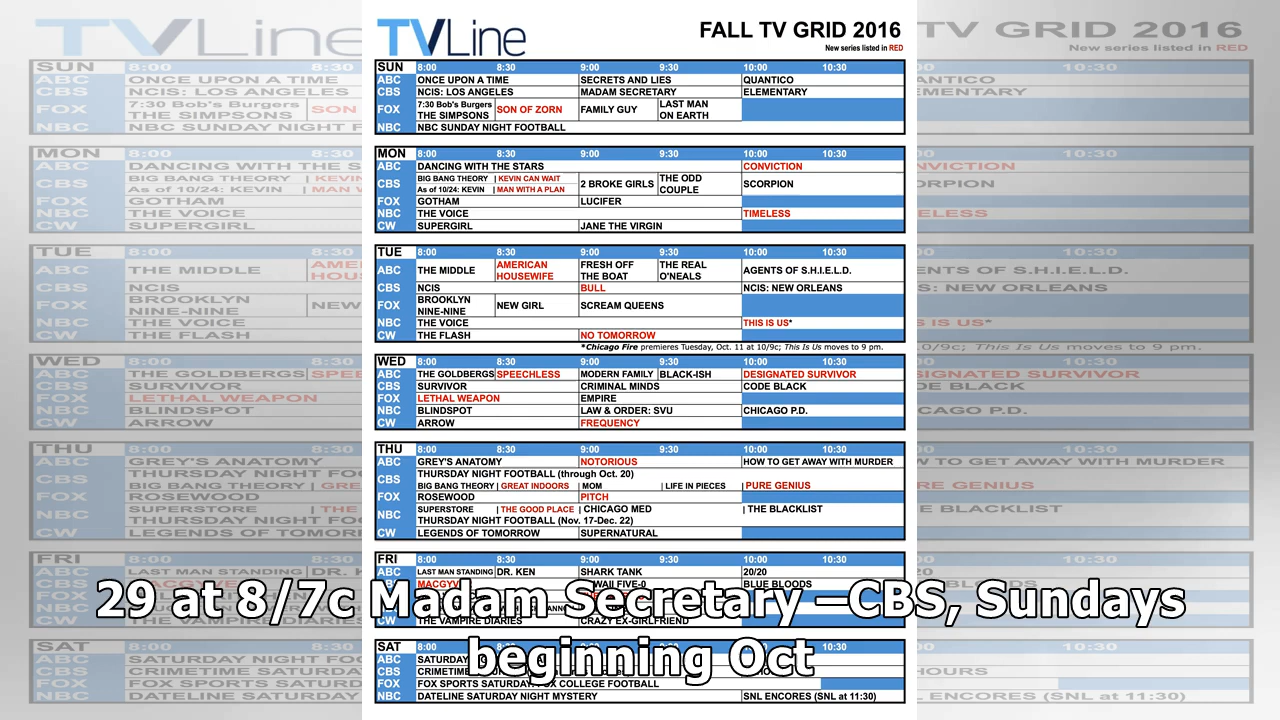 TVLine FALL TV GRID 2016
New series listed in RED
SUN 8:00 8:30 9:00 9:30 10:00 10:30
ABC ONCE UPON A TIME SECRETS AND LIES QUANTICO
CBS NCIS: LOS ANGELES MADAM SECRETARY ELEMENTARY
FOX 7:30 Bob's Burgers THE SIMPSONS SON OF ZORN FAMILY GUY LAST MAN ON EARTH
NBC NBC SUNDAY NIGHT FOOTBALL
MON 8:00 8:30 9:00 9:30 10:00 10:30
ABC DANCING WITH THE STARS CONVICTION
CBS BIG BANG THEORY | KEVIN CAN WAIT
As of 10/24: KEVIN | MAN WITH A PLAN 2 BROKE GIRLS THE ODD COUPLE SCORPION
FOX GOTHAM LUCIFER
NBC THE VOICE TIMELESS
CW SUPERGIRL JANE THE VIRGIN
TUE 8:00 8:30 9:00 9:30 10:00 10:30
ABC THE MIDDLE AMERICAN HOUSEWIFE FRESH OFF THE BOAT THE REAL O'NEALS AGENTS OF S.H.I.E.L.D.
CBS NCIS BULL NCIS: NEW ORLEANS
FOX BROOKLYN NINE-NINE NEW GIRL SCREAM QUEENS
NBC THE VOICE THIS IS US*
CW THE FLASH NO TOMORROW
*Chicago Fire premieres Tuesday, Oct. 11 at 10/9c; This Is Us moves to 9 pm.
WED 8:00 8:30 9:00 9:30 10:00 10:30
ABC THE GOLDBERGS SPEECHLESS MODERN FAMILY BLACK-ISH DESIGNATED SURVIVOR
CBS SURVIVOR CRIMINAL MINDS CODE BLACK
FOX LETHAL WEAPON EMPIRE
NBC BLINDSPOT LAW & ORDER: SVU CHICAGO P.D.
CW ARROW FREQUENCY
THU 8:00 8:30 9:00 9:30 10:00 10:30
ABC GREY'S ANATOMY NOTORIOUS HOW TO GET AWAY WITH MURDER
CBS THURSDAY NIGHT FOOTBALL (through Oct. 20)
BIG BANG THEORY | GREAT INDOORS | MOM | LIFE IN PIECES | PURE GENIUS
FOX ROSEWOOD PITCH
NBC SUPERSTORE | THE GOOD PLACE | CHICAGO MED | THE BLACKLIST
THURSDAY NIGHT FOOTBALL (Nov. 17-Dec. 22)
CW LEGENDS OF TOMORROW SUPERNATURAL
FRI 8:00 8:30 9:00 9:30 10:00 10:30
ABC LAST MAN STANDING DR. KEN SHARK TANK 20/20
BLUE BLOODS
29 at 8/7c Madam Secretary –CBS, Sundays
CW THE VAMPIRE DIARIES CRAZY EX-GIRLFRIEND
SAT 8:00 8:30 9:00 9:30 10:00 10:30
beginning Oct
ABC SATURDAY
CBS CRIMETIME
FOX FOX SPORTS SATURDAY: FOX COLLEGE FOOTBALL
NBC DATELINE SATURDAY NIGHT MYSTERY SNL ENCORES (SNL at 11:30)